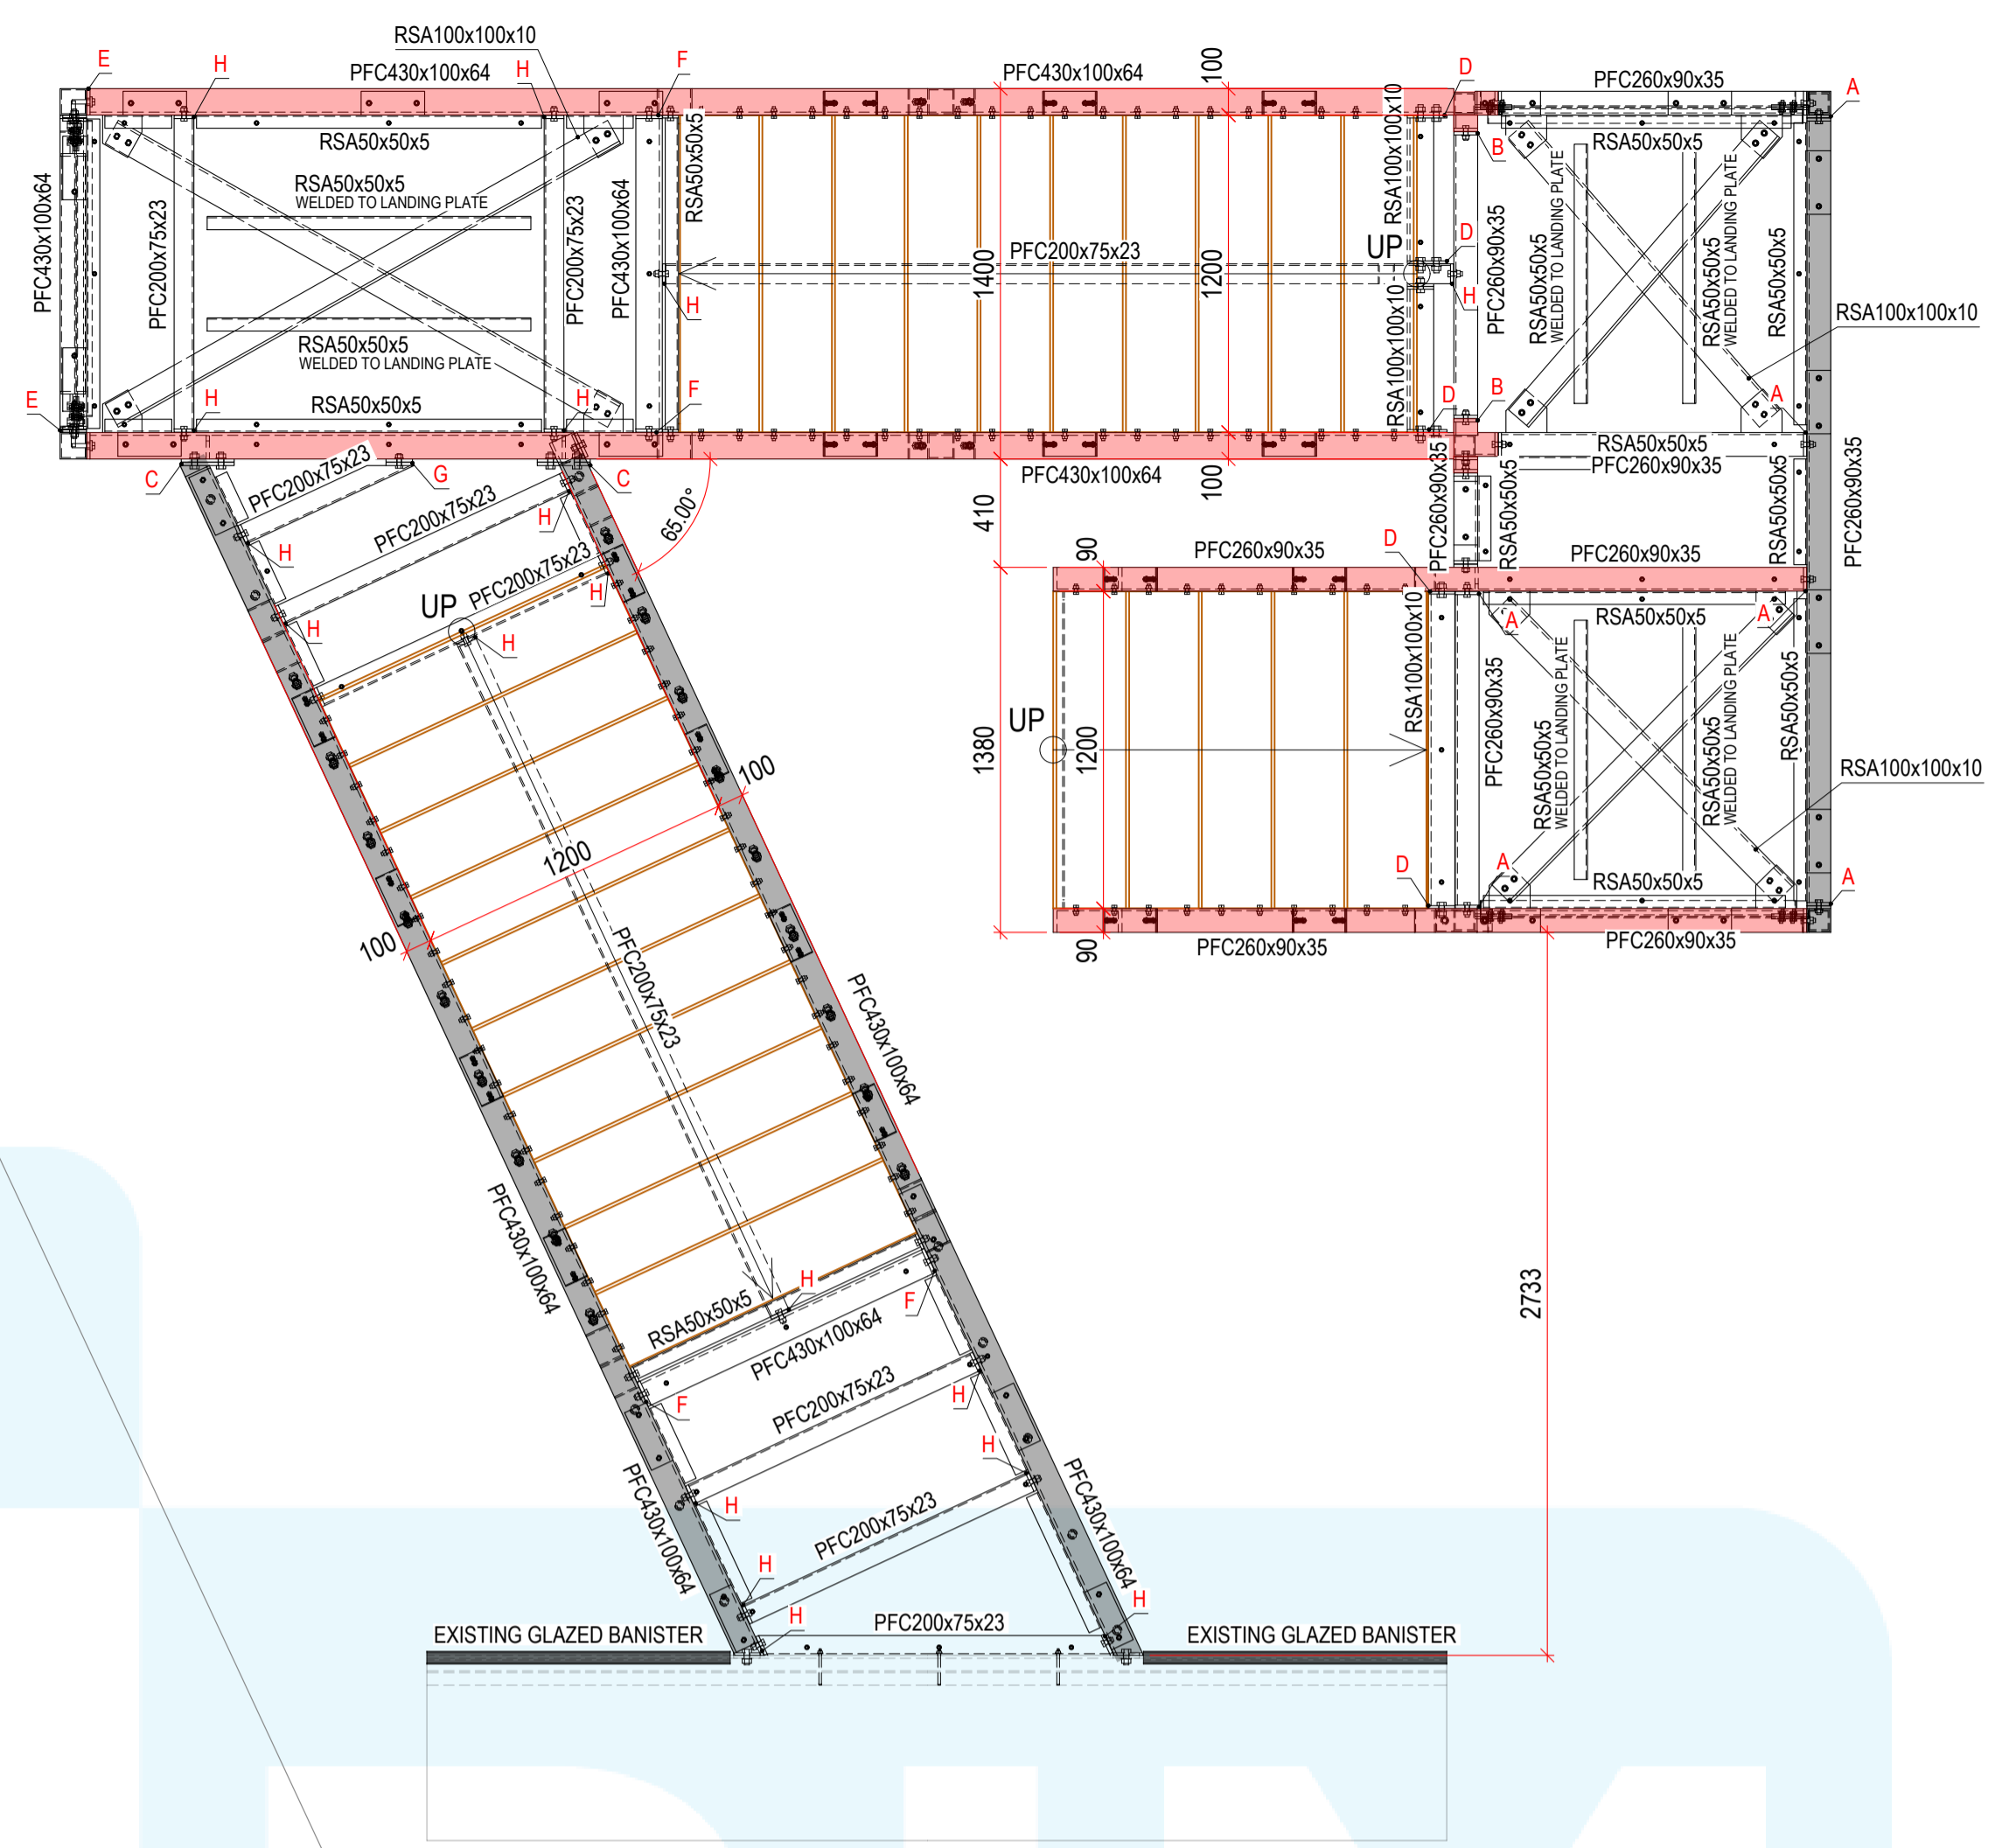 RSA100x100x10
E
H
PFC430x100x64
H
F
PFC430x100x64
100
D
PFC260x90x35
A
RSA50x50x5
RSA50x50x5
RSA100x100x10
B
RSA50x50x5
PFC430x100x64
PFC200x75x23
RSA50x50x5
WELDED TO LANDING PLATE
PFC200x75x23
PFC430x100x64
PFC200x75x23
1400
1200
UP
D
H
H
PFC260x90x35
RSA50x50x5
WELDED TO LANDING PLATE
RSA50x50x5
WELDED TO LANDING PLATE
RSA50x50x5
RSA100x100x10
RSA50x50x5
WELDED TO LANDING PLATE
RSA100x100x10
RSA50x50x5
E
H
H
F
D
B
A
RSA50x50x5
PFC260x90x35
C
PFC200x75x23
G
C
PFC430x100x64
100
PFC260x90x35
RSA50x50x5
RSA50x50x5
PFC260x90x35
65.00°
410
H
PFC200x75x23
H
90
PFC260x90x35
D
PFC260x90x35
PFC200x75x23
H
UP
H
H
A
RSA50x50x5
A
RSA100x100x10
PFC260x90x35
RSA50x50x5
WELDED TO LANDING PLATE
RSA50x50x5
WELDED TO LANDING PLATE
RSA50x50x5
UP
1380
1200
RSA100x100x10
100
1200
100
D
A
RSA50x50x5
A
90
PFC260x90x35
PFC260x90x35
PFC200x75x23
PFC430x100x64
PFC430x100x64
2733
H
RSA50x50x5
F
PFC430x100x64
F
PFC200x75x23
H
H
PFC430x100x64
PFC430x100x64
H
PFC200x75x23
H
H
H
PFC200x75x23
EXISTING GLAZED BANISTER
EXISTING GLAZED BANISTER